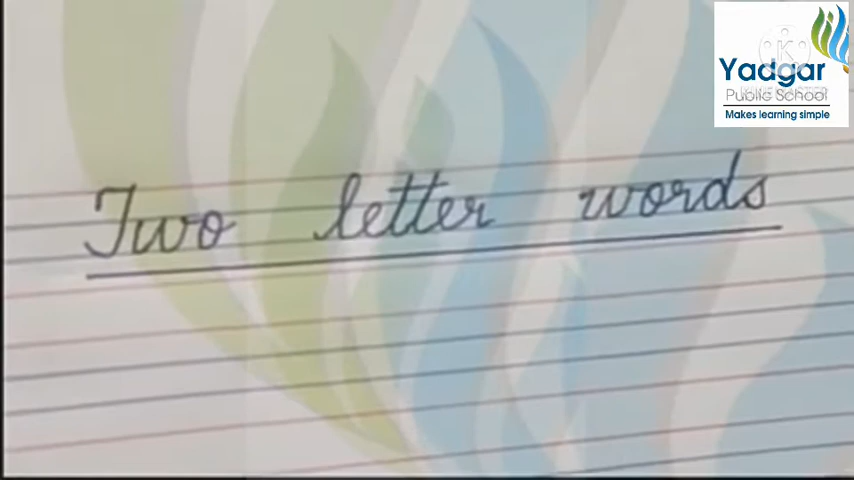 Yadgar
Public School
Makes learning simple
Two letter words